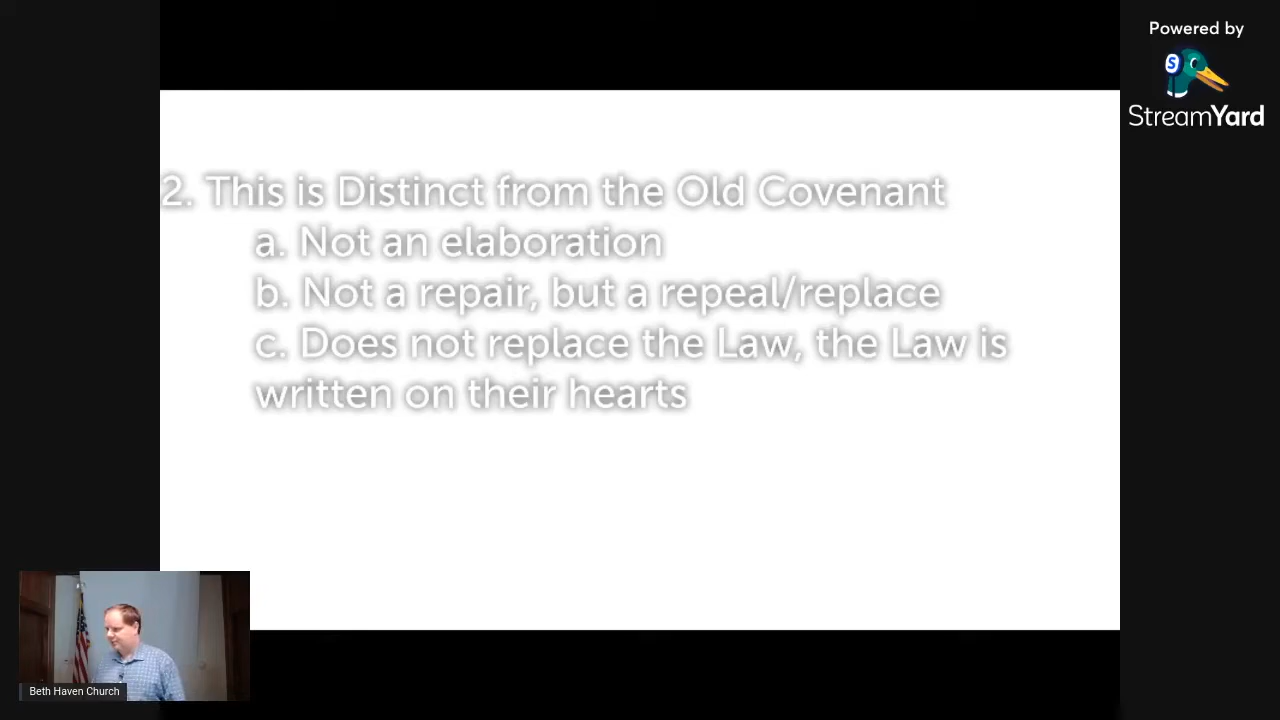 Powered by
S
StreamYard
2. This is Distinct from the Old Covenant
a. Not an elaboration
b. Not a repair, but a repeal/replace
c. Does not replace the Law, the Law is
written on their hearts
Beth Haven Church